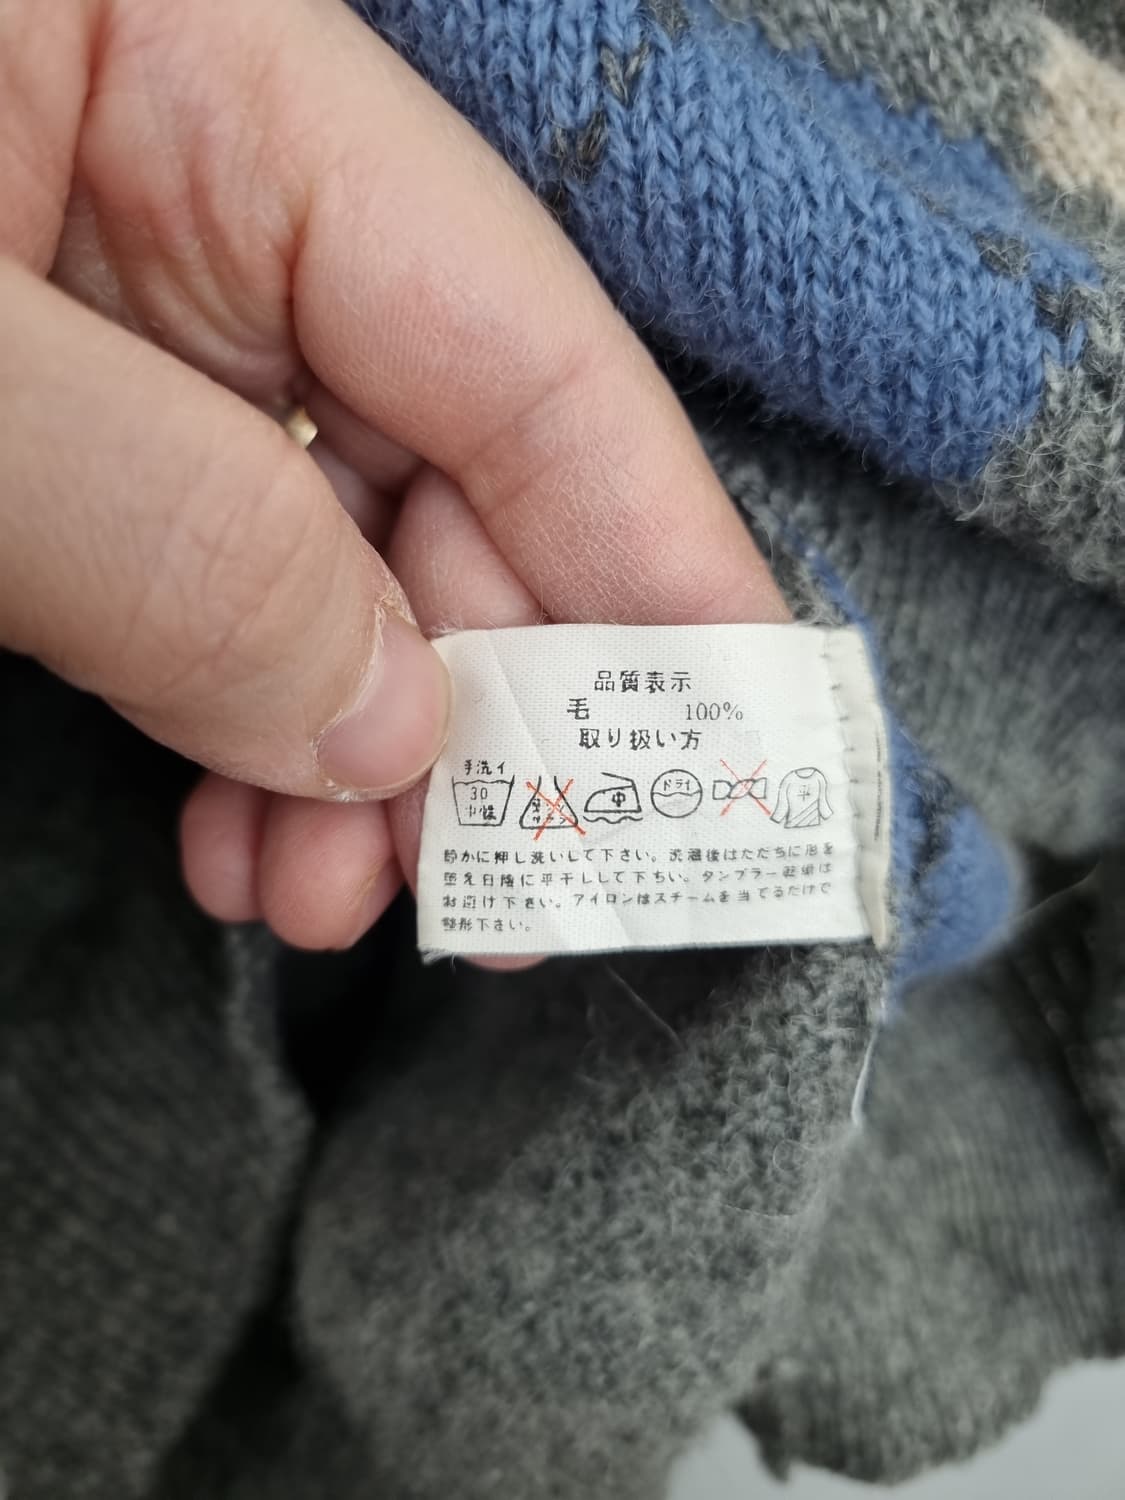 品質表示
毛 100%
取り扱い方
手洗イ
30
中性
中
ドライ
平
静かに押し洗いして下さい。洗濯後はただちに形を
整え日陰に平干しして下ちい。タンブラー乾燥は
お避け下さい。アイロンはスチームを当てるだけで
整形下さい。